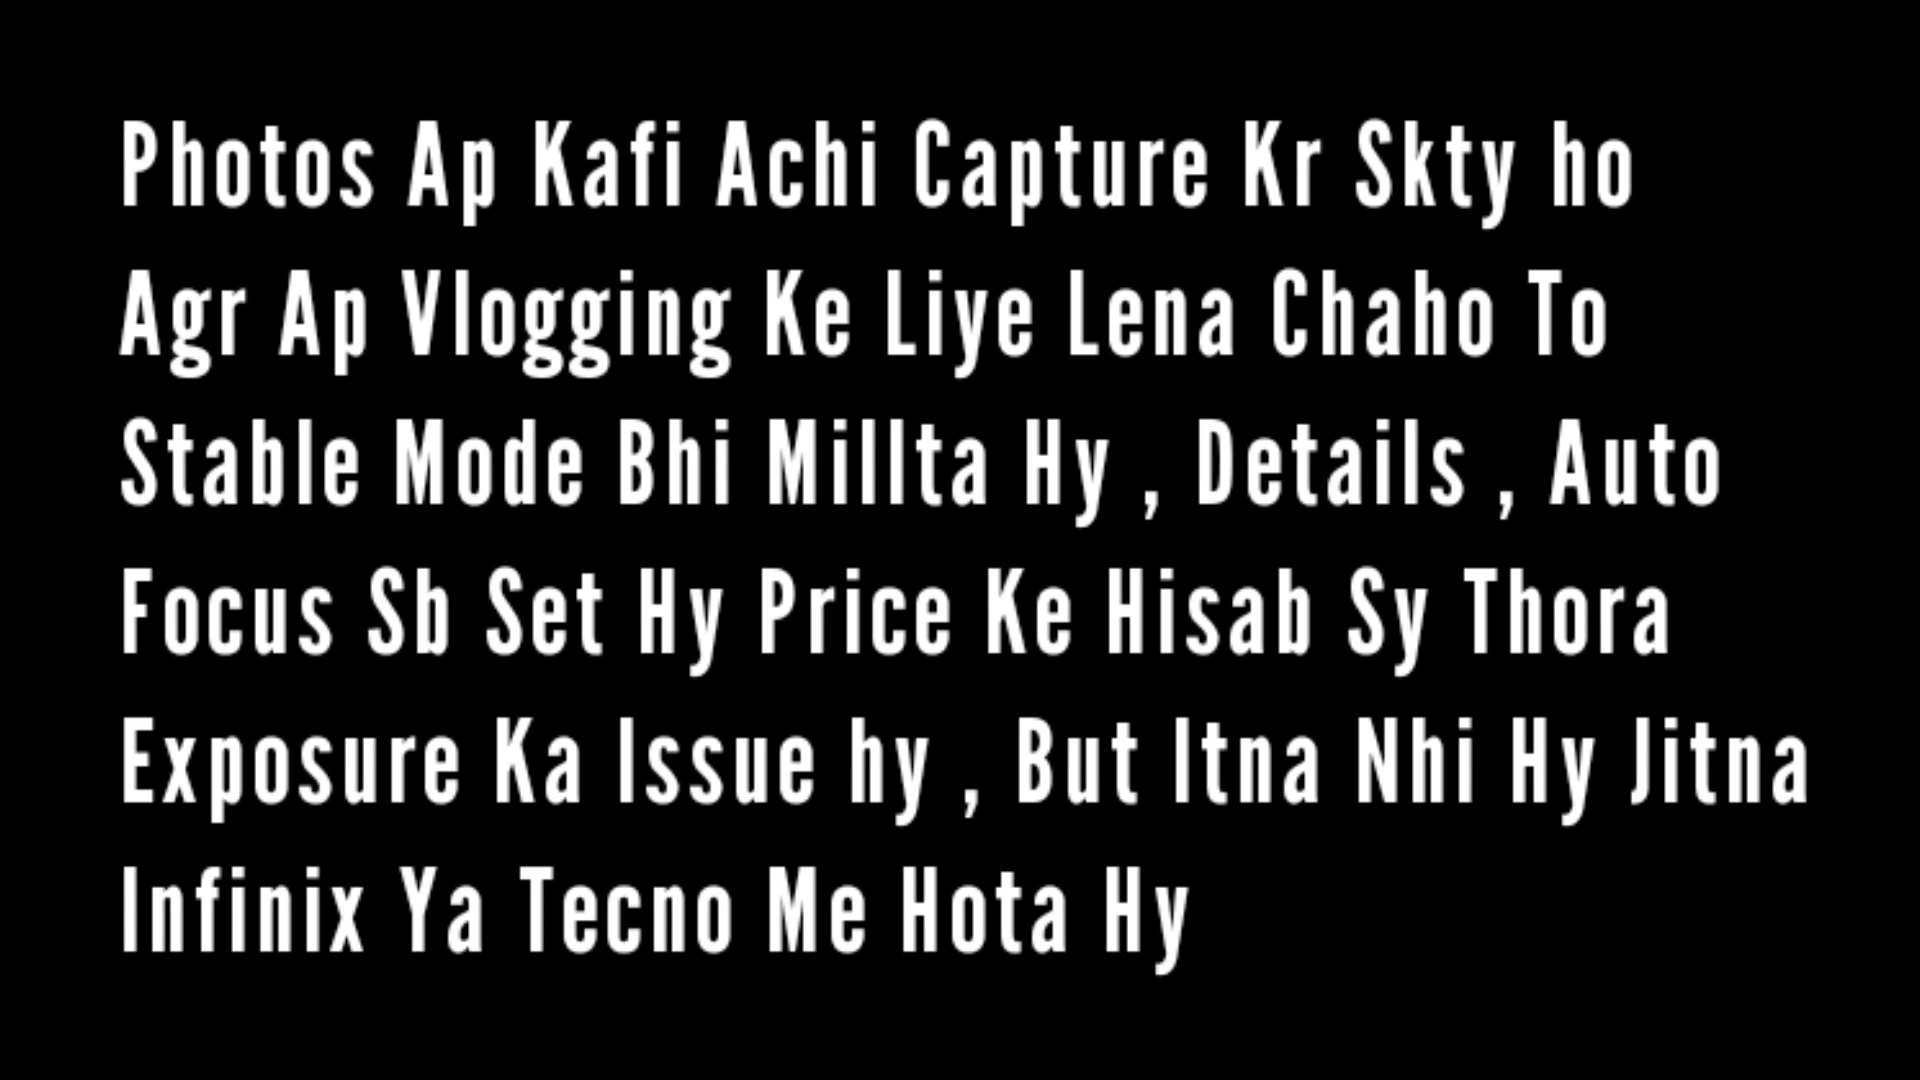 Photos Ap Kafi Achi Capture Kr Skty ho
Agr Ap Vlogging Ke Liye Lena Chaho To
Stable Mode Bhi Millta Hy , Details , Auto
Focus Sb Set Hy Price Ke Hisab Sy Thora
Exposure Ka Issue hy , But Itna Nhi Hy Jitna
Infinix Ya Tecno Me Hota Hy